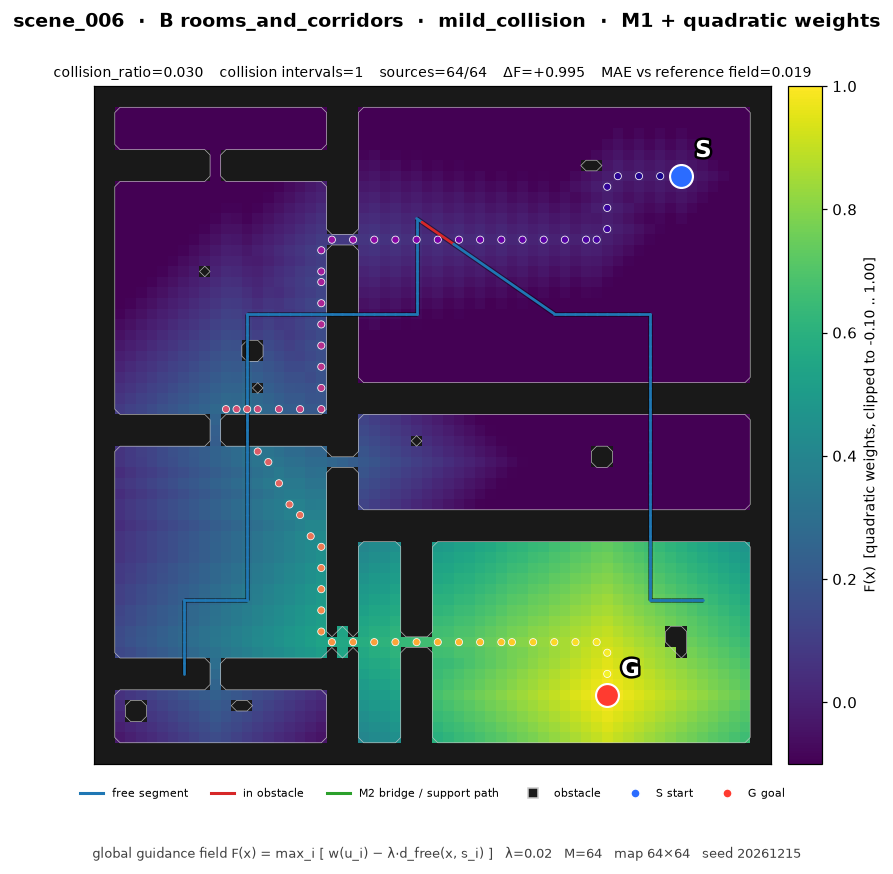 scene_006 · B rooms_and_corridors · mild_collision · M1 + quadratic weights
collision_ratio=0.030 collision intervals=1 sources=64/64 ΔF=+0.995 MAE vs reference field=0.019
S
G
1.0
0.8
0.6
0.4
0.2
0.0
F(x) [quadratic weights, clipped to -0.10 .. 1.00]
free segment
in obstacle
M2 bridge / support path
obstacle
S start
G goal
global guidance field F(x) = max_i [ w(u_i) − λ·d_free(x, s_i) ] λ=0.02 M=64 map 64×64 seed 20261215